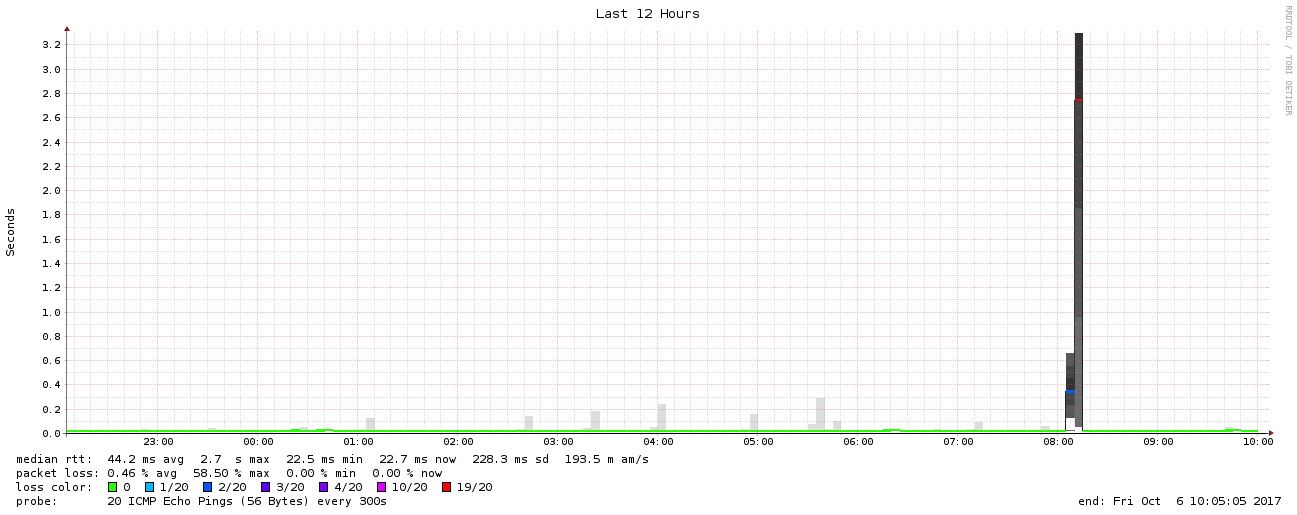 Last 12 Hours
RRDTOOL / TOBI OETIKER
Seconds
3.2
3.0
2.8
2.6
2.4
2.2
2.0
1.8
1.6
1.4
1.2
1.0
0.8
0.6
0.4
0.2
0.0
23:00 00:00 01:00 02:00 03:00 04:00 05:00 06:00 07:00 08:00 09:00 10:00
median rtt: 44.2 ms avg 2.7 s max 22.5 ms min 22.7 ms now 228.3 ms sd 193.5 m am/s
packet loss: 0.46 % avg 58.50 % max 0.00 % min 0.00 % now
loss color: 0 1/20 2/20 3/20 4/20 10/20 19/20
probe: 20 ICMP Echo Pings (56 Bytes) every 300s end: Fri Oct 6 10:05:05 2017